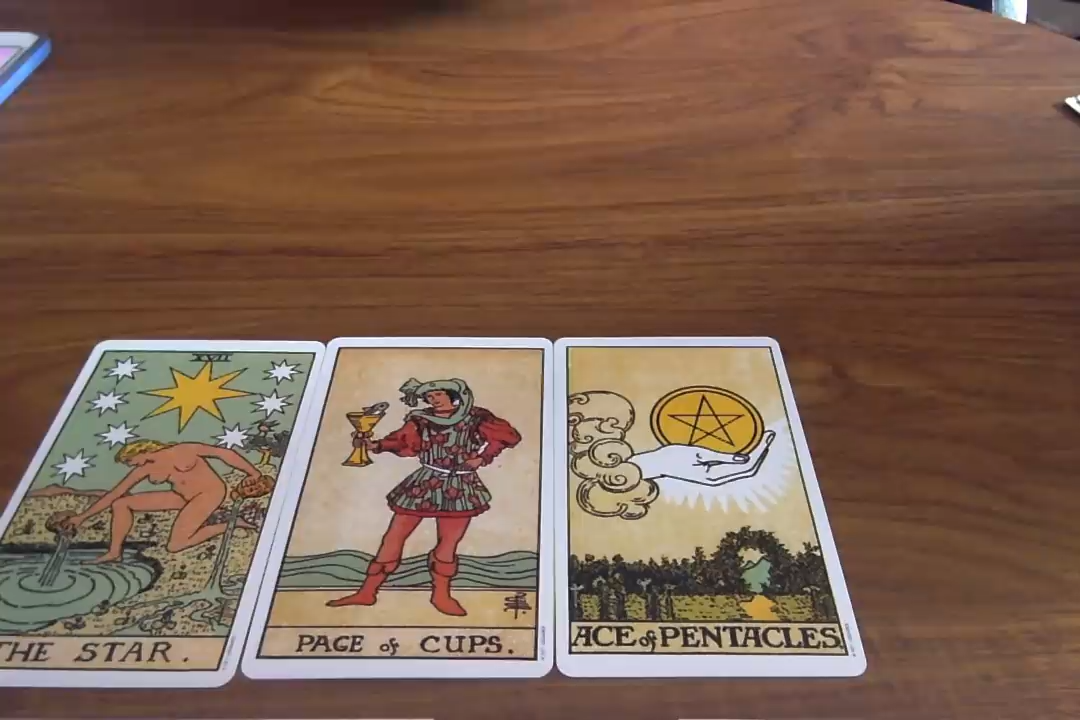 XVII
THE STAR.
PAGE of CUPS.
ACE of PENTACLES.